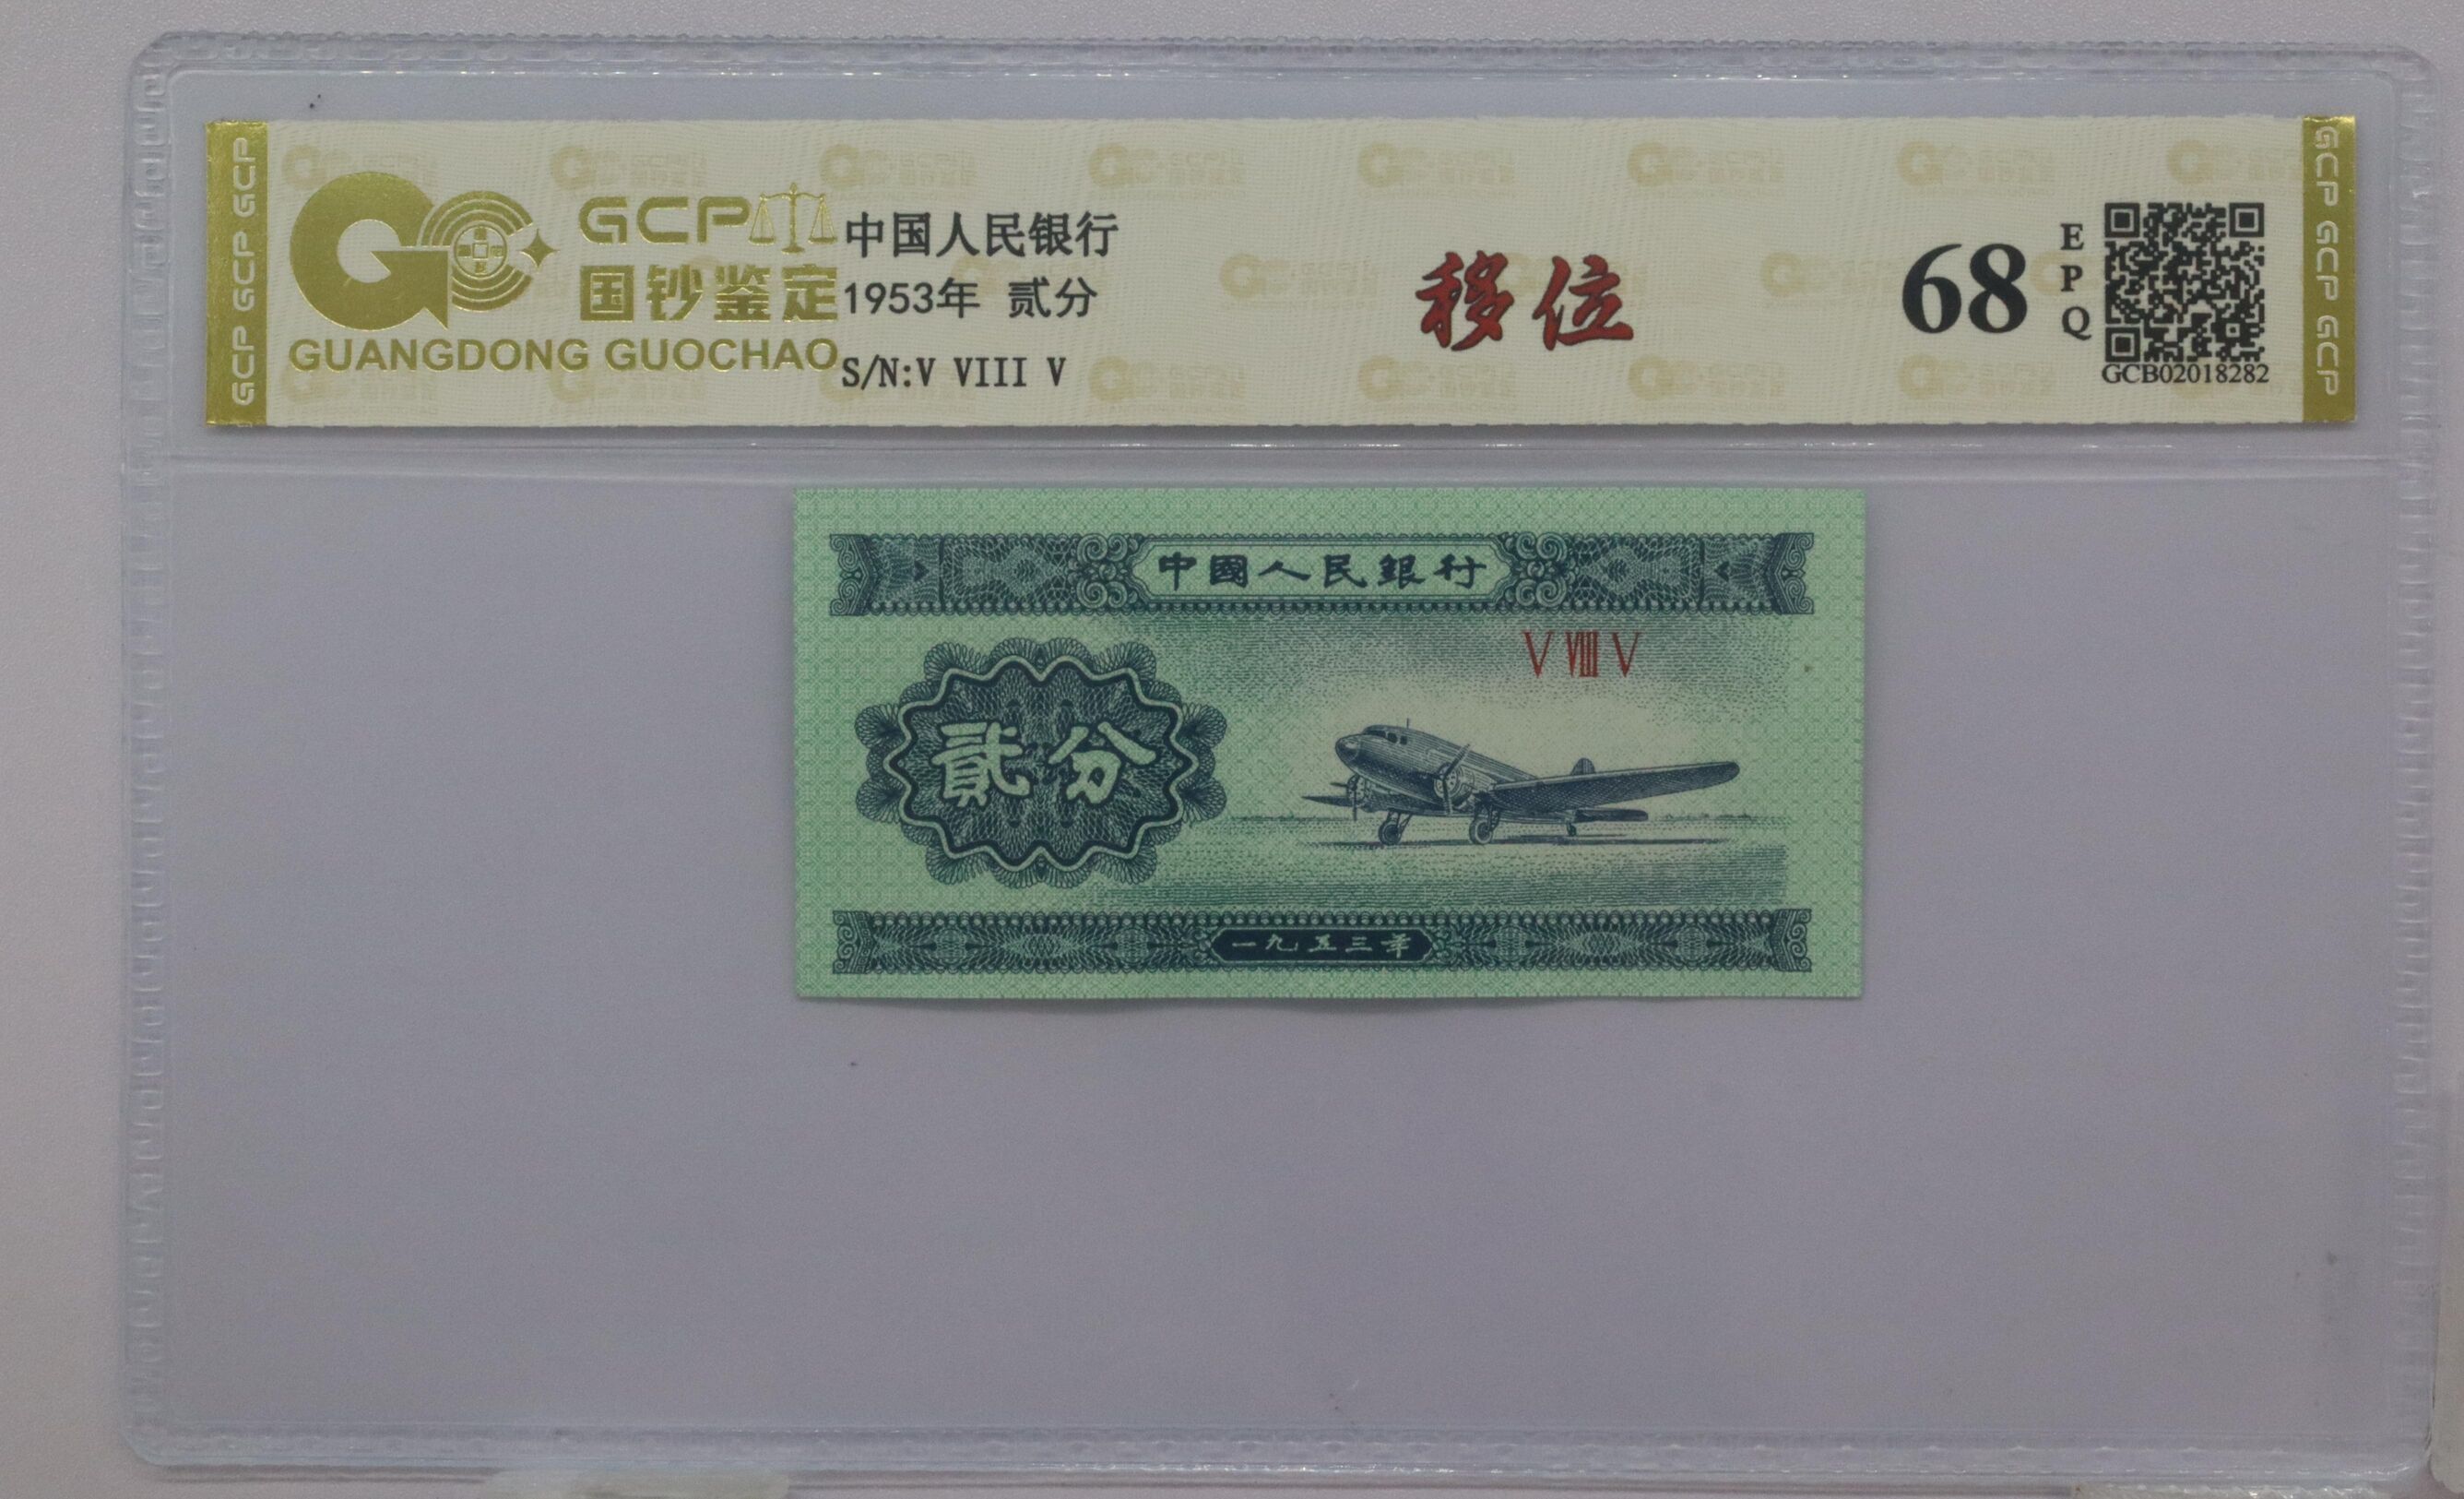 GCP
国钞鉴定
GUANGDONG GUOCHAO
中国人民银行
1953年 贰分
S/N:V VIII V
移位
68
EPQ
GCB02018282
GCP GCP GCP
GCP GCP GCP
中國人民銀行
V VIII V
貳分
一九五三年